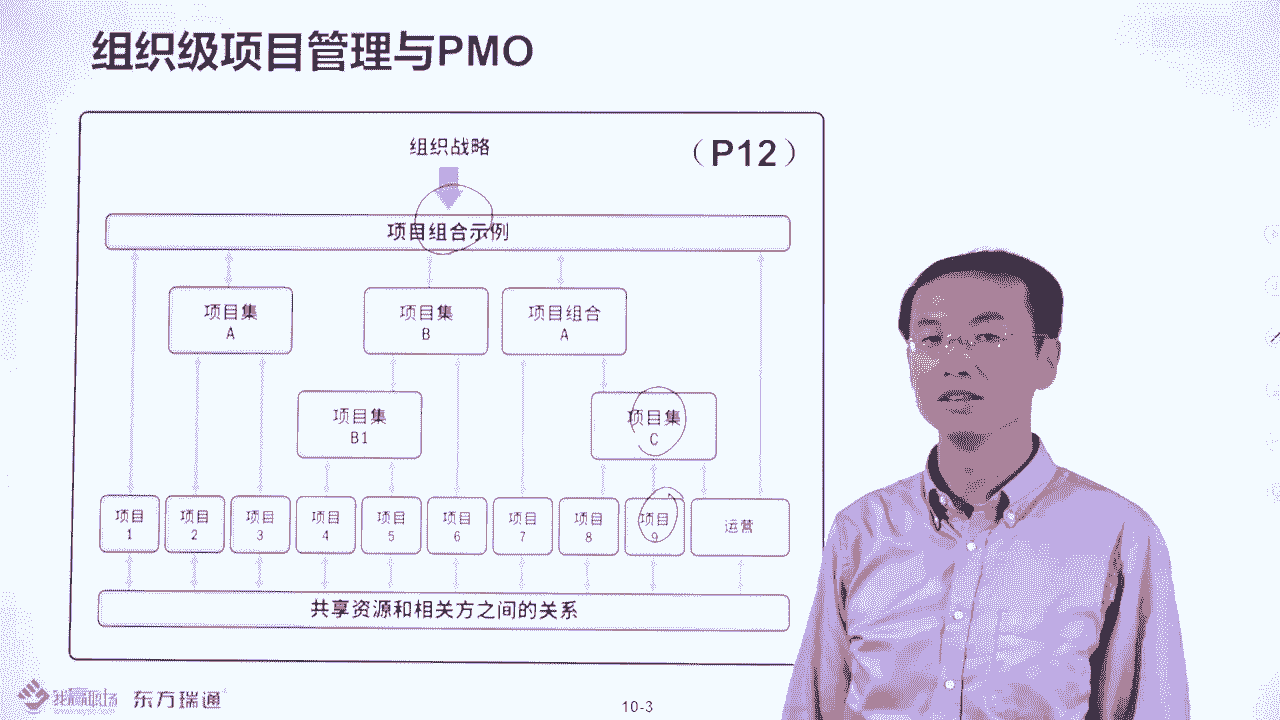 组织级项目管理与PMO
组织战略
（P12）
项目组合示例
项目集
A
项目集
B
项目组合
A
项目集
B1
项目集
C
项目
1
项目
2
项目
3
项目
4
项目
5
项目
6
项目
7
项目
8
项目
9
运营
共享资源和相关方之间的关系
我赢职场
东方瑞通
10-3